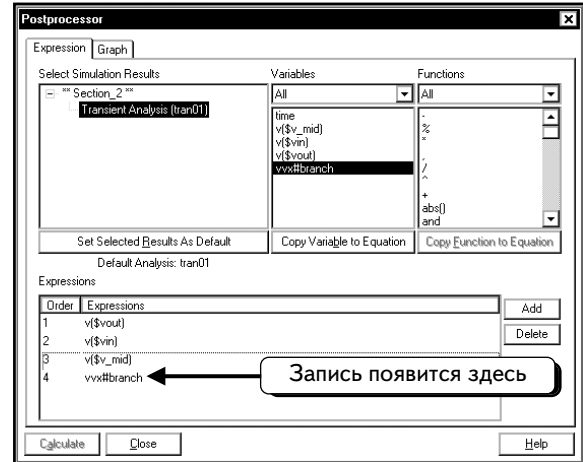 Postprocessor
Expression Graph
Select Simulation Results Variables Functions
** Section_2 ** All All
Transient Analysis (tran01)
time
v($v_mid)
v($vin)
v($vout)
vvx#branch
-
%
*
,
/
^
+
abs()
and
Set Selected Results As Default Copy Variable to Equation Copy Function to Equation
Default Analysis: tran01
Expressions
Order Expressions Add
1 v($vout)
2 v($vin) Delete
3 v($v_mid)
4 vvx#branch Запись появится здесь
Calculate Close Help